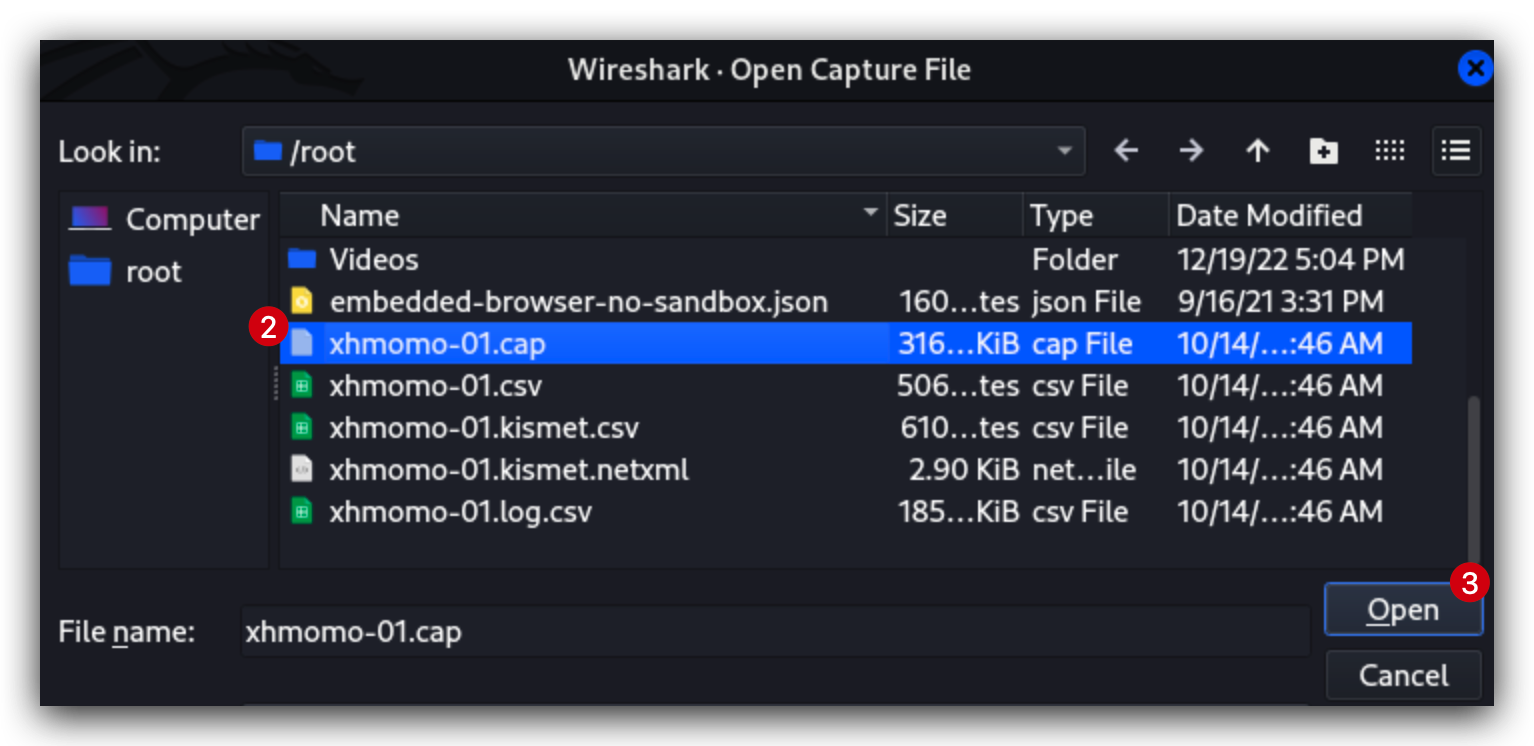 Wireshark · Open Capture File
Look in: /root
Computer
root
Name Size Type Date Modified
Videos Folder 12/19/22 5:04 PM
embedded-browser-no-sandbox.json 160...tes json File 9/16/21 3:31 PM
2
xhmomo-01.cap 316...KiB cap File 10/14/...:46 AM
xhmomo-01.csv 506...tes csv File 10/14/...:46 AM
xhmomo-01.kismet.csv 610...tes csv File 10/14/...:46 AM
xhmomo-01.kismet.netxml 2.90 KiB net...ile 10/14/...:46 AM
xhmomo-01.log.csv 185...KiB csv File 10/14/...:46 AM
3
File name: xhmomo-01.cap
Open
Cancel